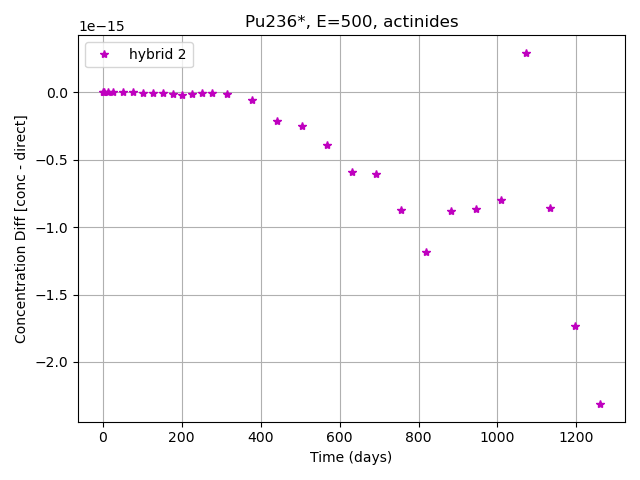 Pu236*, E=500, actinides
1e−15
hybrid 2
0.0
−0.5
−1.0
−1.5
−2.0
Concentration Diff [conc - direct]
0 200 400 600 800 1000 1200
Time (days)